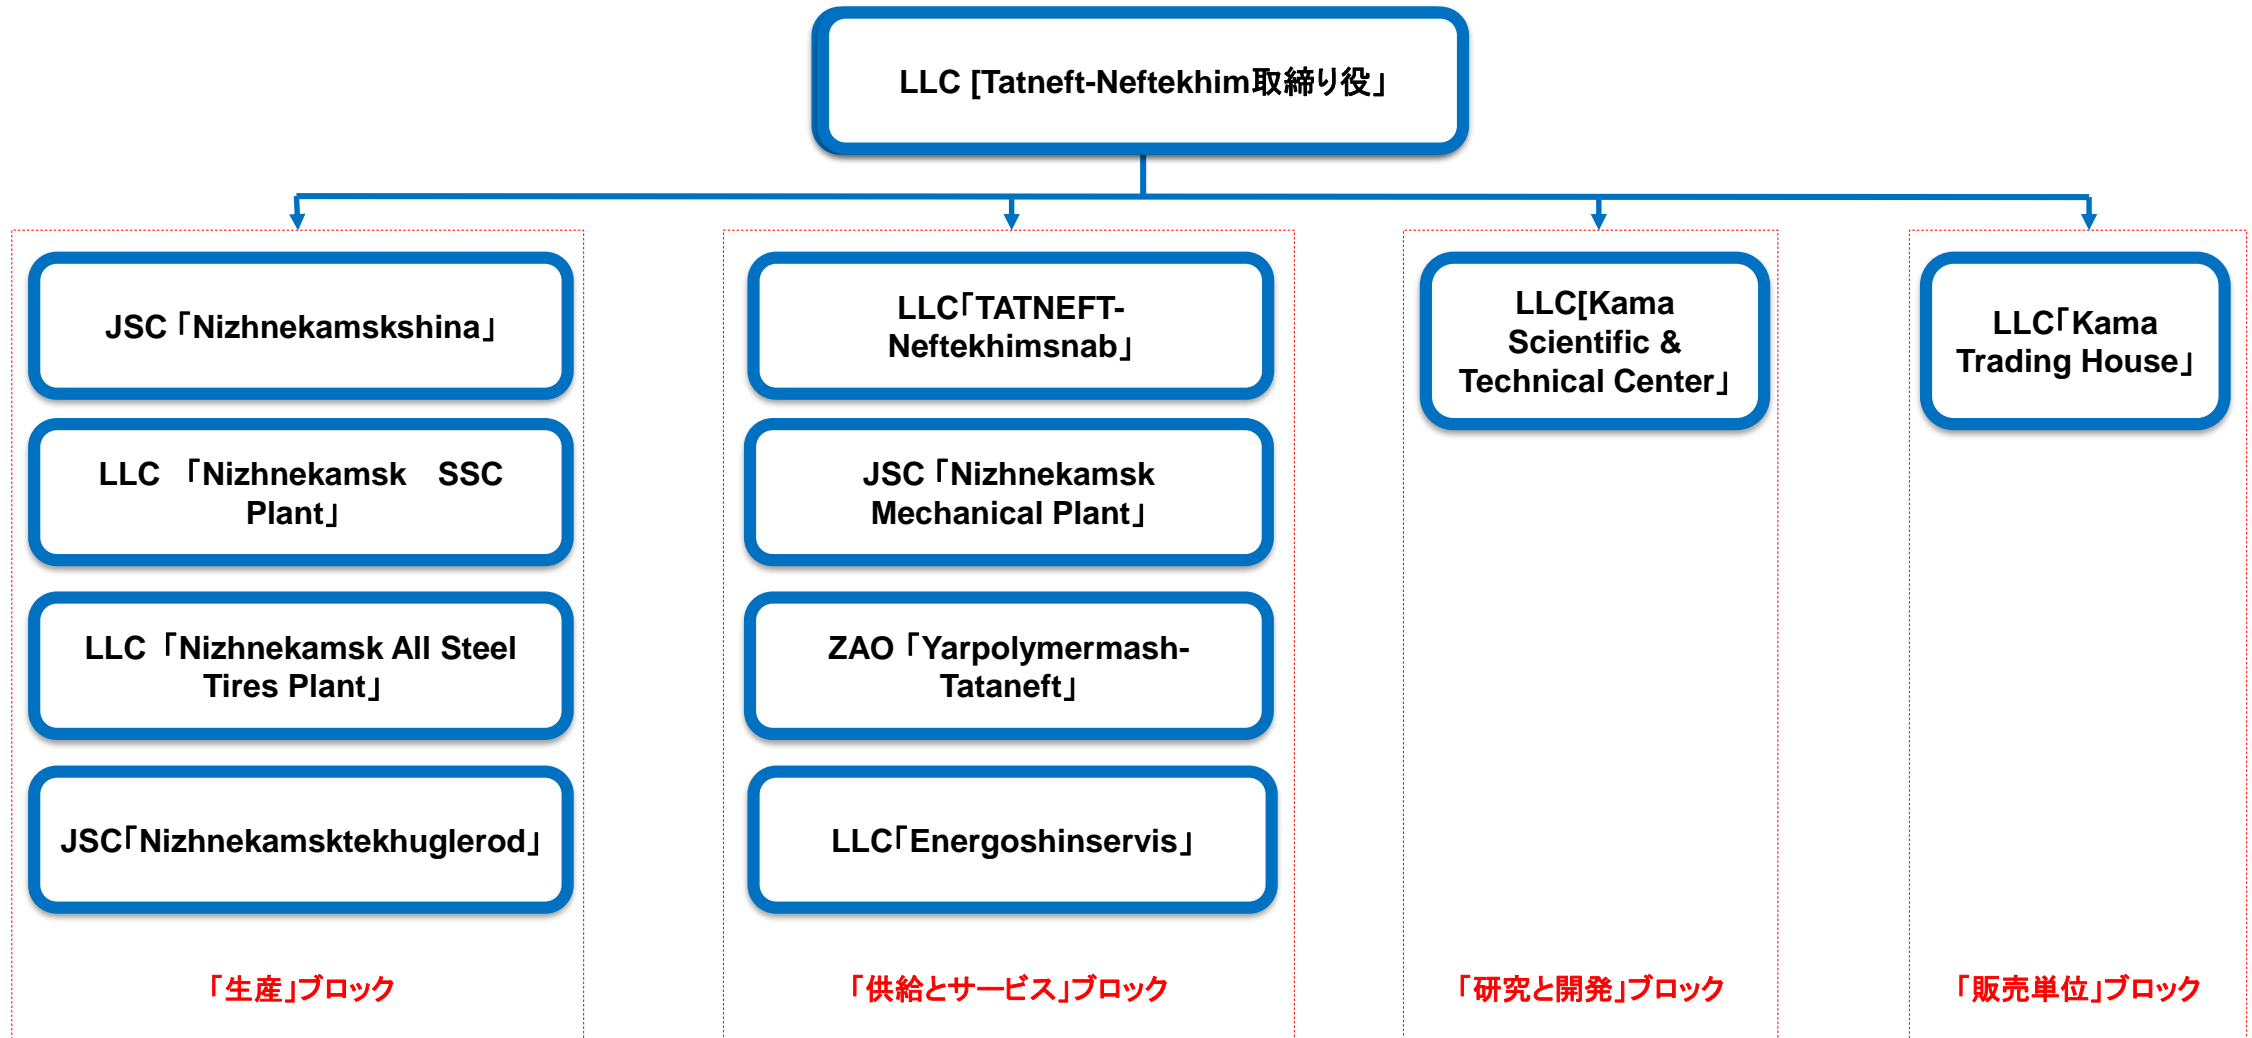 LLC [Tatneft-Neftekhim取締り役」
JSC「Nizhnekamskshina」
LLC 「Nizhnekamsk　SSC
Plant」
LLC「Nizhnekamsk All Steel
Tires Plant」
JSC「Nizhnekamsktekhuglerod」
「生産」ブロック
LLC「TATNEFT-
Neftekhimsnab」
JSC「Nizhnekamsk
Mechanical Plant」
ZAO「Yarpolymermash-
Tataneft」
LLC「Energoshinservis」
「供給とサービス」ブロック
LLC[Kama
Scientific &
Technical Center」
「研究と開発」ブロック
LLC「Kama
Trading House」
「販売単位」ブロック